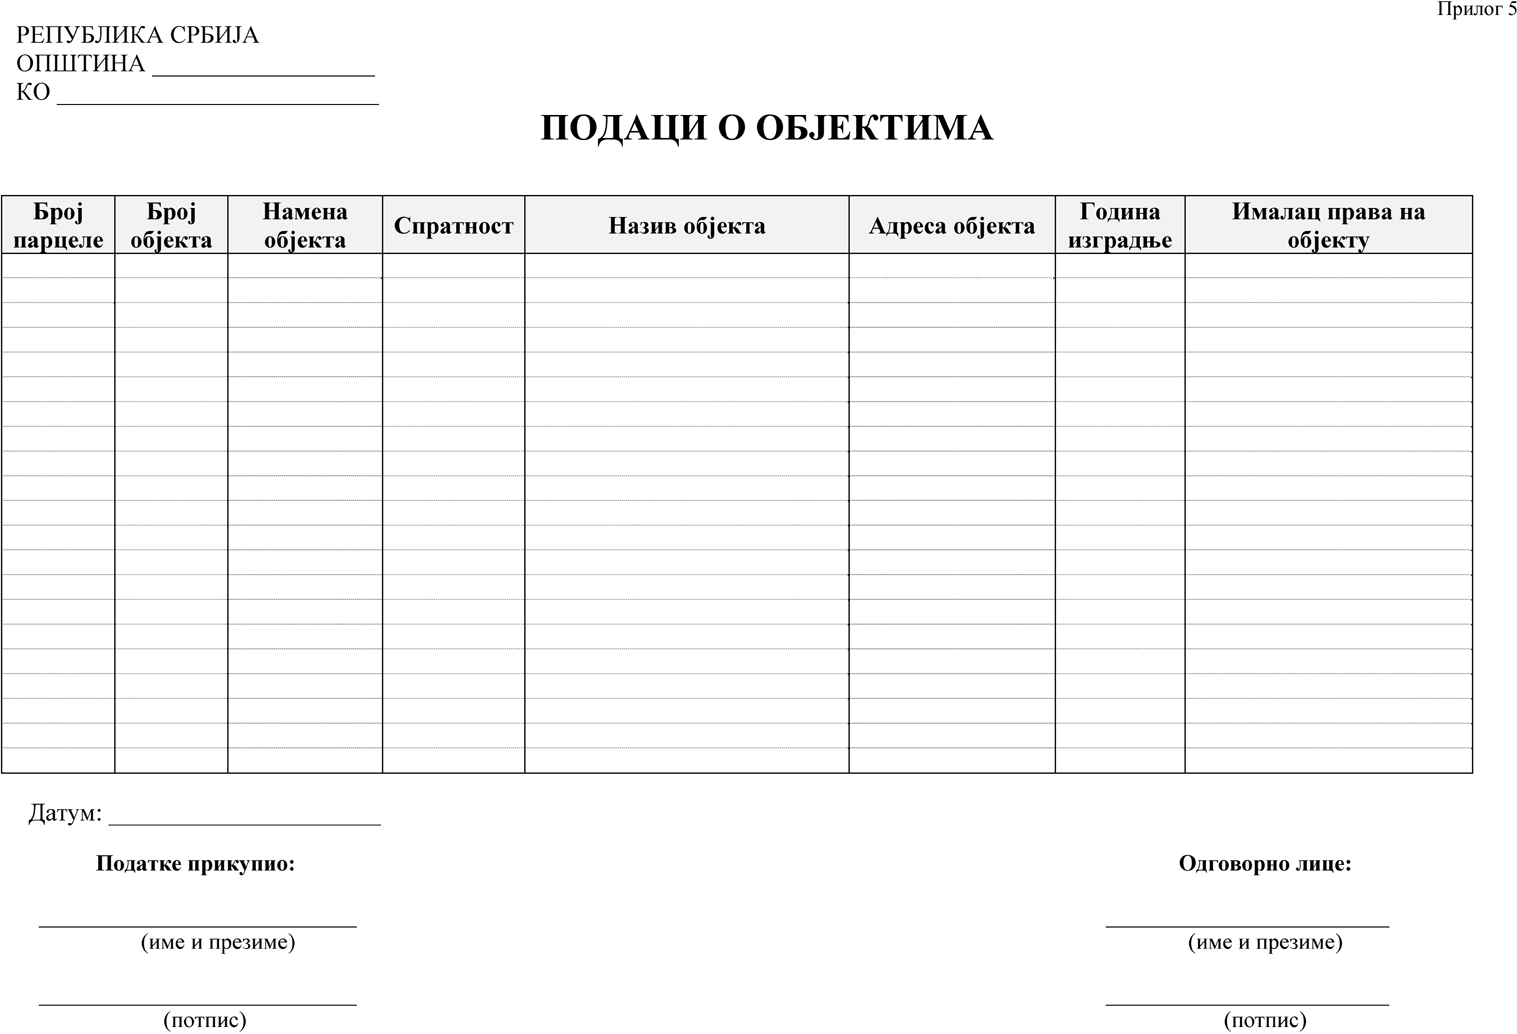 Прилог 5
РЕПУБЛИКА СРБИЈА
ОПШТИНА
КО
ПОДАЦИ О ОБЈЕКТИМА
Број парцеле
Број објекта
Намена објекта
Спратност
Назив објекта
Адреса објекта
Година изградње
Ималац права на објекту
Датум:
Податке прикупио:
Одговорно лице:
(име и презиме)
(име и презиме)
(потпис)
(потпис)